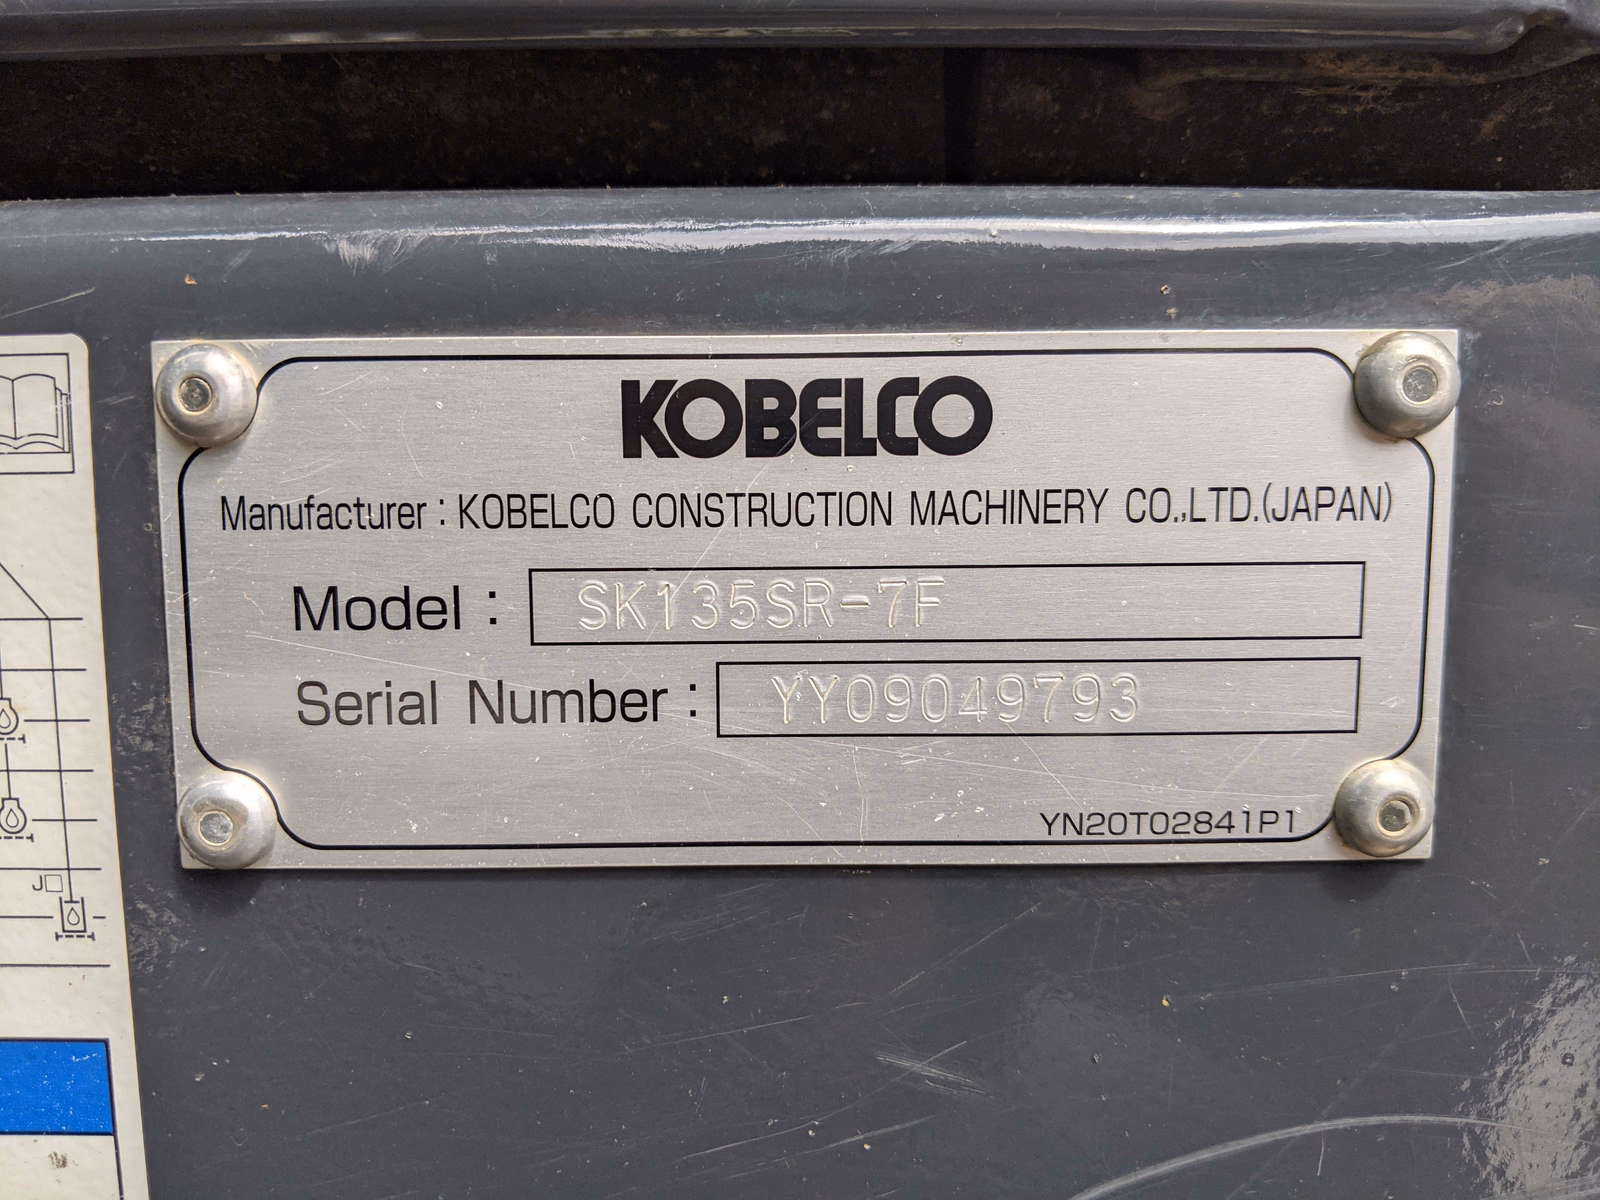 KOBELCO
Manufacturer : KOBELCO CONSTRUCTION MACHINERY CO.,LTD.(JAPAN)
Model : SK135SR-7F
Serial Number : YY09049793
YN20T02841P1
J□